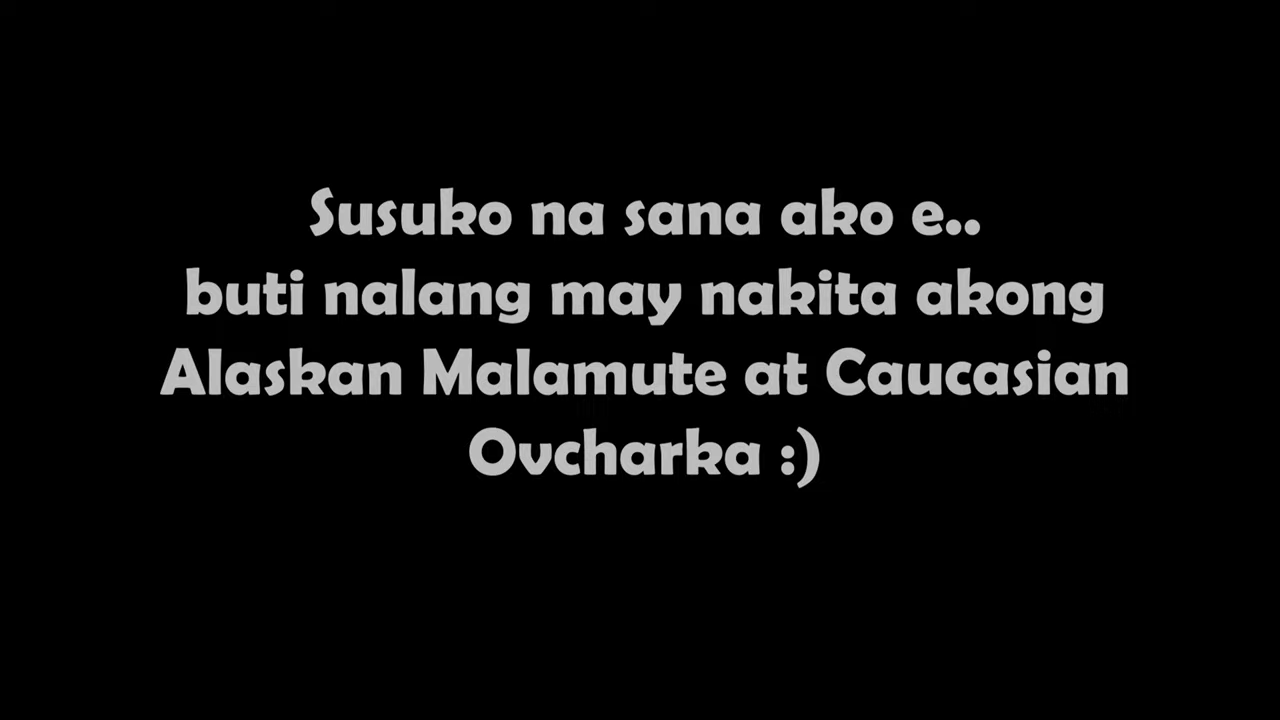 Susuko na sana ako e..
buti nalang may nakita akong
Alaskan Malamute at Caucasian
Ovcharka :)